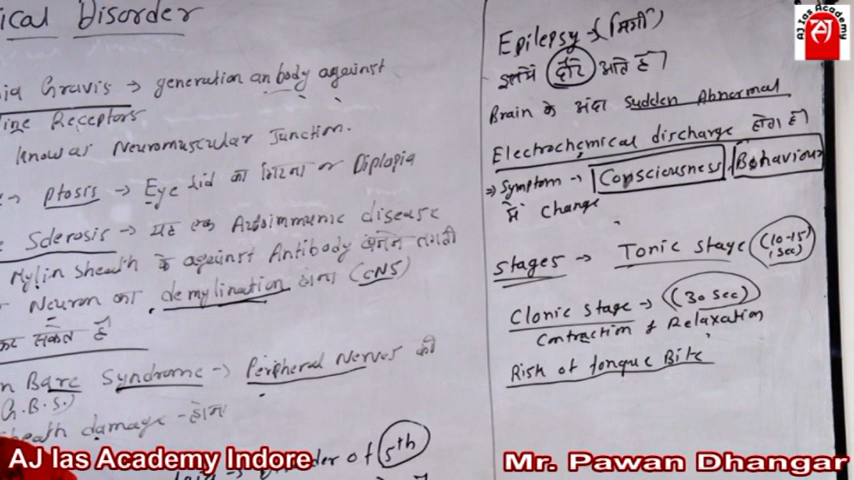 ical Disorder
ia Gravis → generation an body against
ine Receptors
know as Neuromuscular Junction.
→ Ptosis → Eye lid का गिरना or Diplopia
Sclerosis → यह एक Autoimmune disease
Mylin sheath के against Antibody बनने लगती
Neuron का demylination होना (CNS)
कर सकते है
n Bare Syndrome → Peripheral Nerves की
G.B.S.)
sheath damage - होना
der of 5th
Epilepsy → (मिर्गी)
इसमें दौरे आते है।
Brain के अंदर Sudden Abnormal
Electrochemical discharge होता है।
⇒ Symptom → Consciousness, Behaviour
में change
Stages → Tonic stage (10-15 sec)
Clonic stage → (30 sec)
Contraction & Relaxation
Risk of tongue Bite
AJ Ias Academy
AJ Ias Academy Indore
Mr. Pawan Dhangar